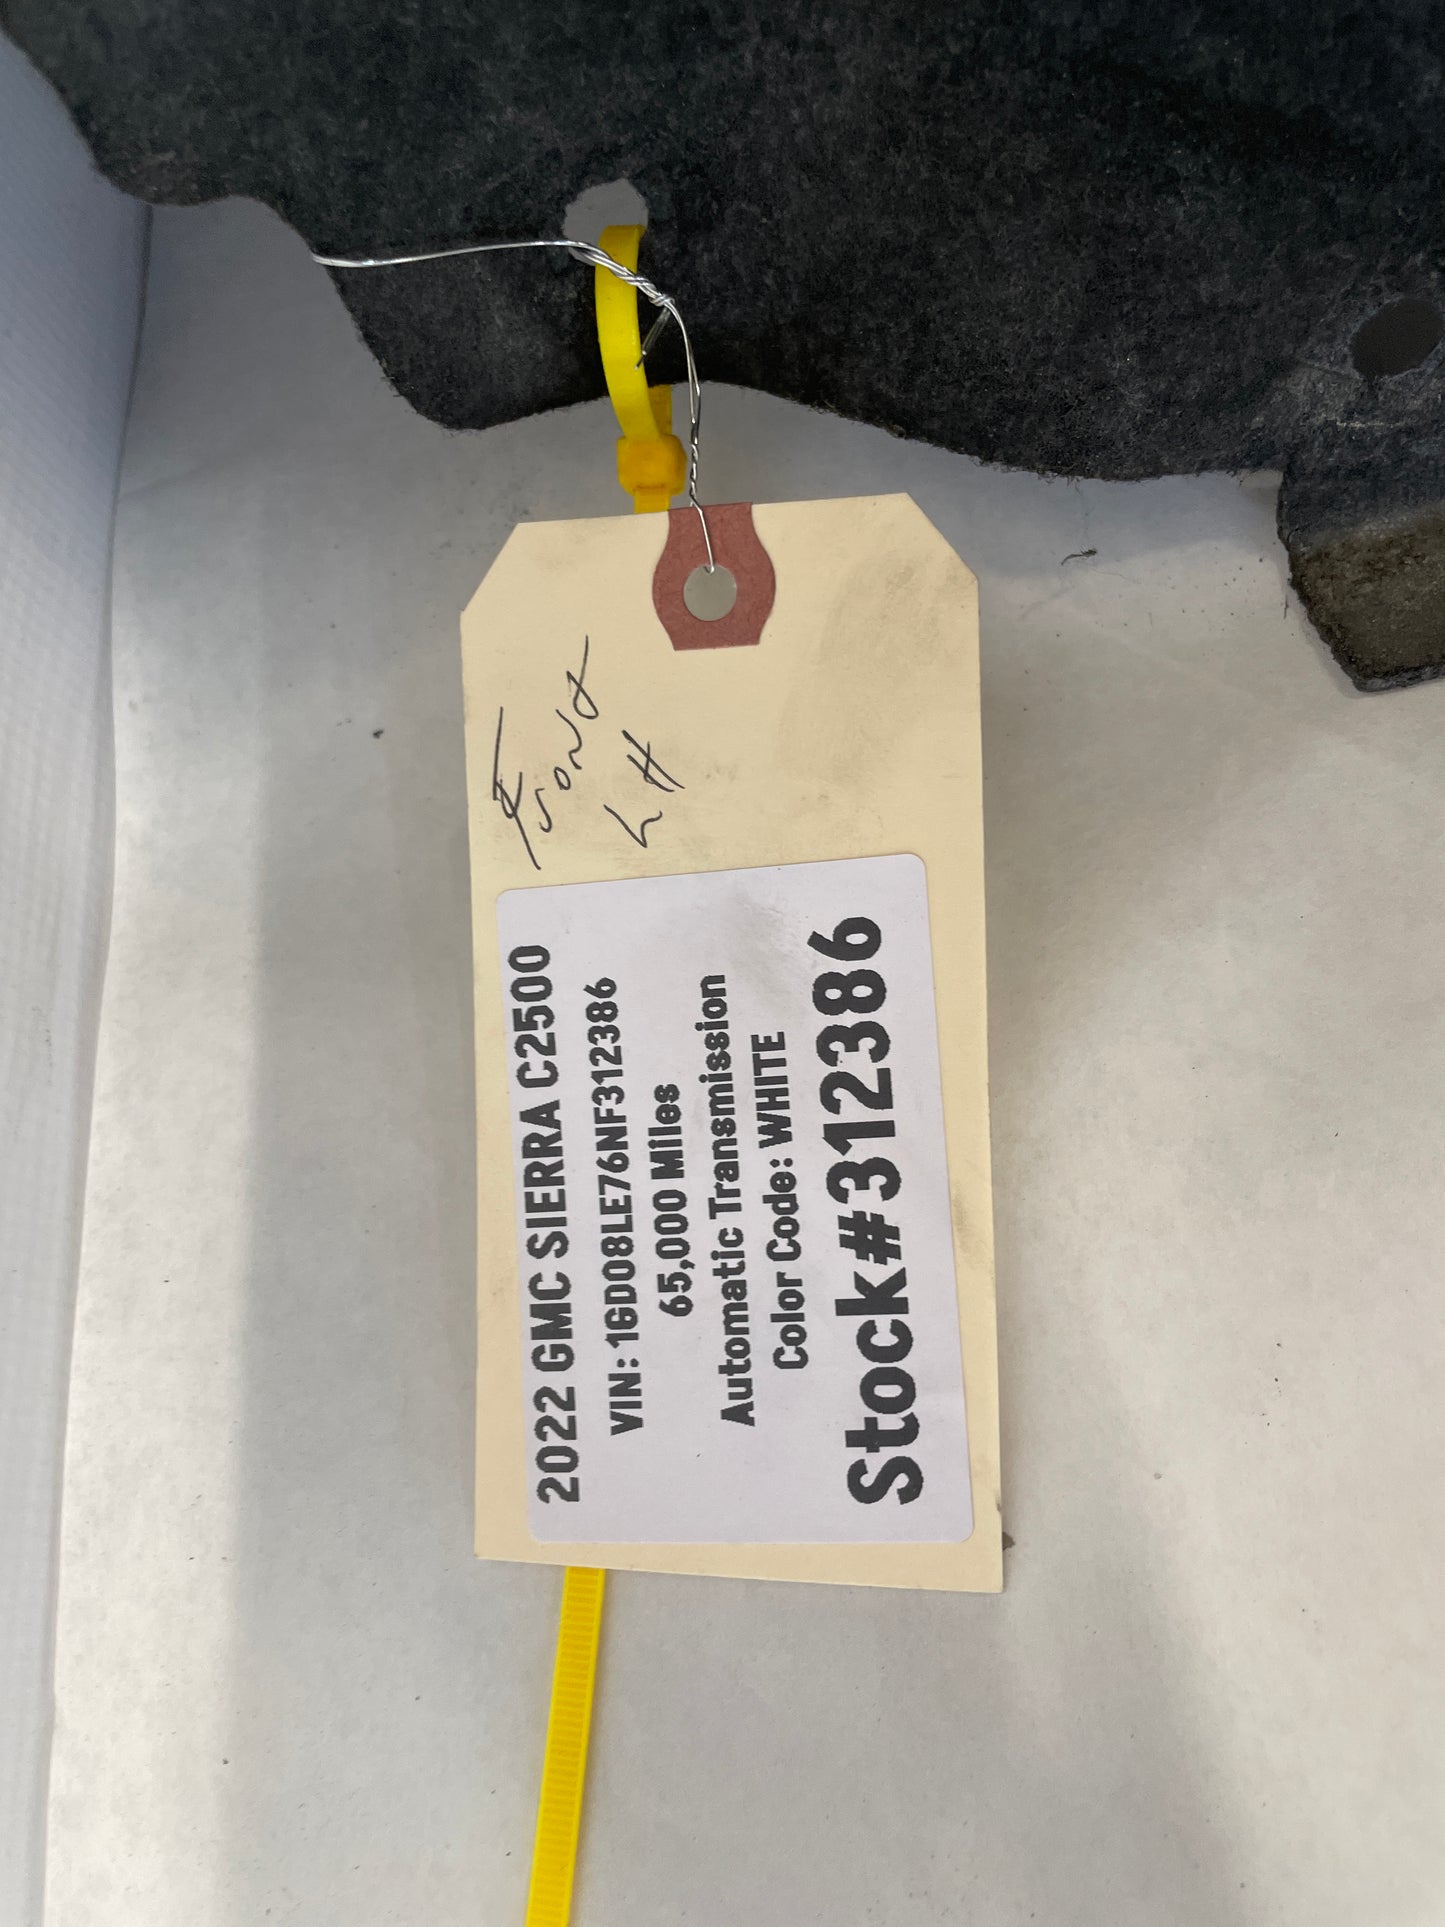 Front
LH
2022 GMC SIERRA C2500
VIN: 1GD08LE76NF312386
65,000 Miles
Automatic Transmission
Color Code: WHITE
Stock#312386